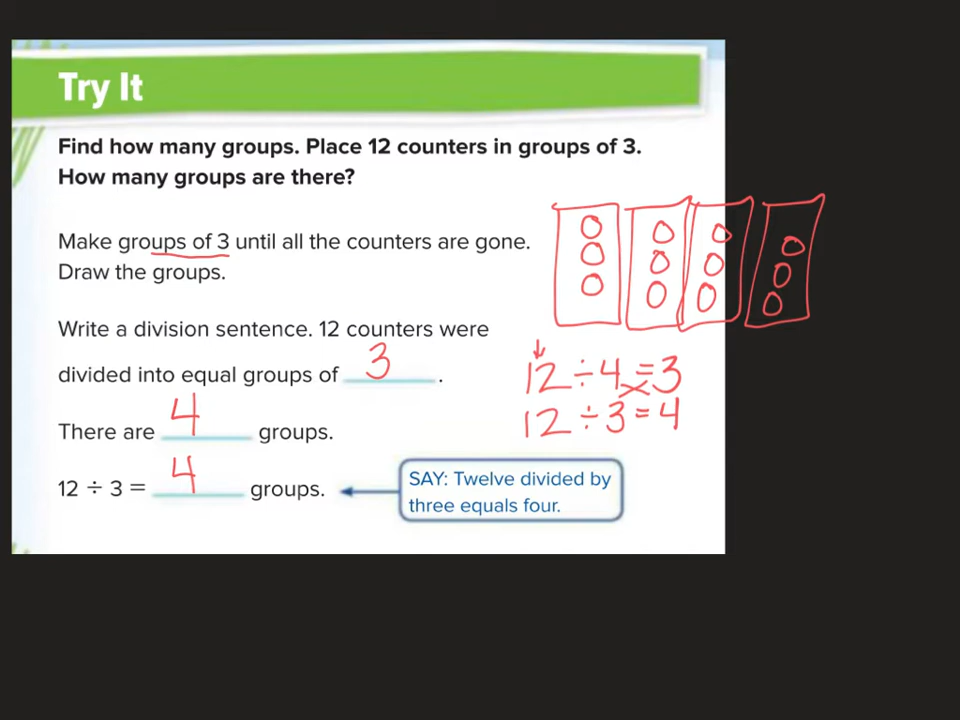 Try It
Find how many groups. Place 12 counters in groups of 3.
How many groups are there?
Make groups of 3 until all the counters are gone.
Draw the groups.
Write a division sentence. 12 counters were
divided into equal groups of 3 .
There are 4 groups.
12 ÷ 3 = 4 groups.
12 ÷ 4 = 3
12 ÷ 3 = 4
SAY: Twelve divided by
three equals four.